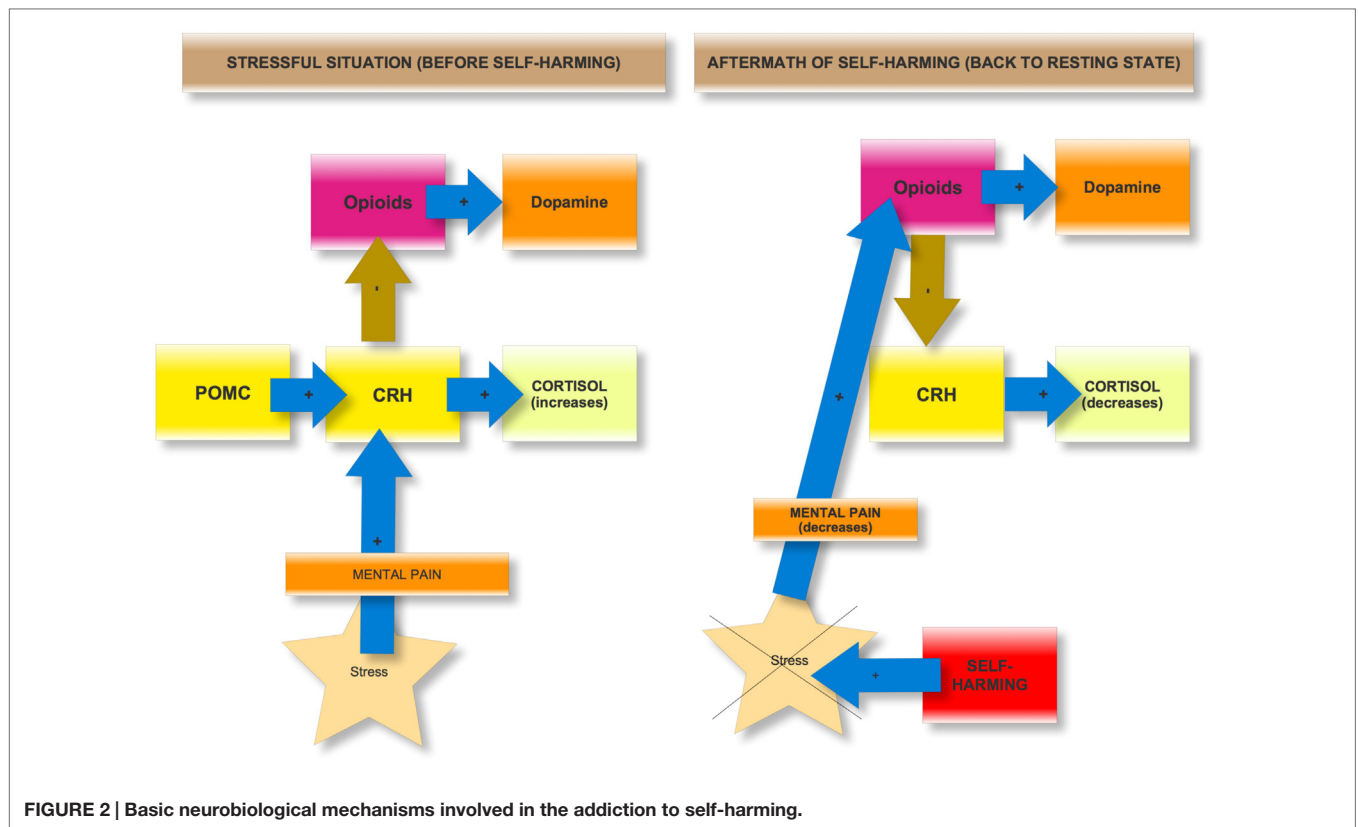 STRESSFUL SITUATION (BEFORE SELF-HARMING)
Opioids
+
Dopamine
-
POMC
+
CRH
+
CORTISOL
(increases)
+
MENTAL PAIN
Stress
AFTERMATH OF SELF-HARMING (BACK TO RESTING STATE)
Opioids
+
Dopamine
-
+
CRH
+
CORTISOL
(decreases)
MENTAL PAIN
(decreases)
Stress
+
SELF-
HARMING
FIGURE 2 | Basic neurobiological mechanisms involved in the addiction to self-harming.